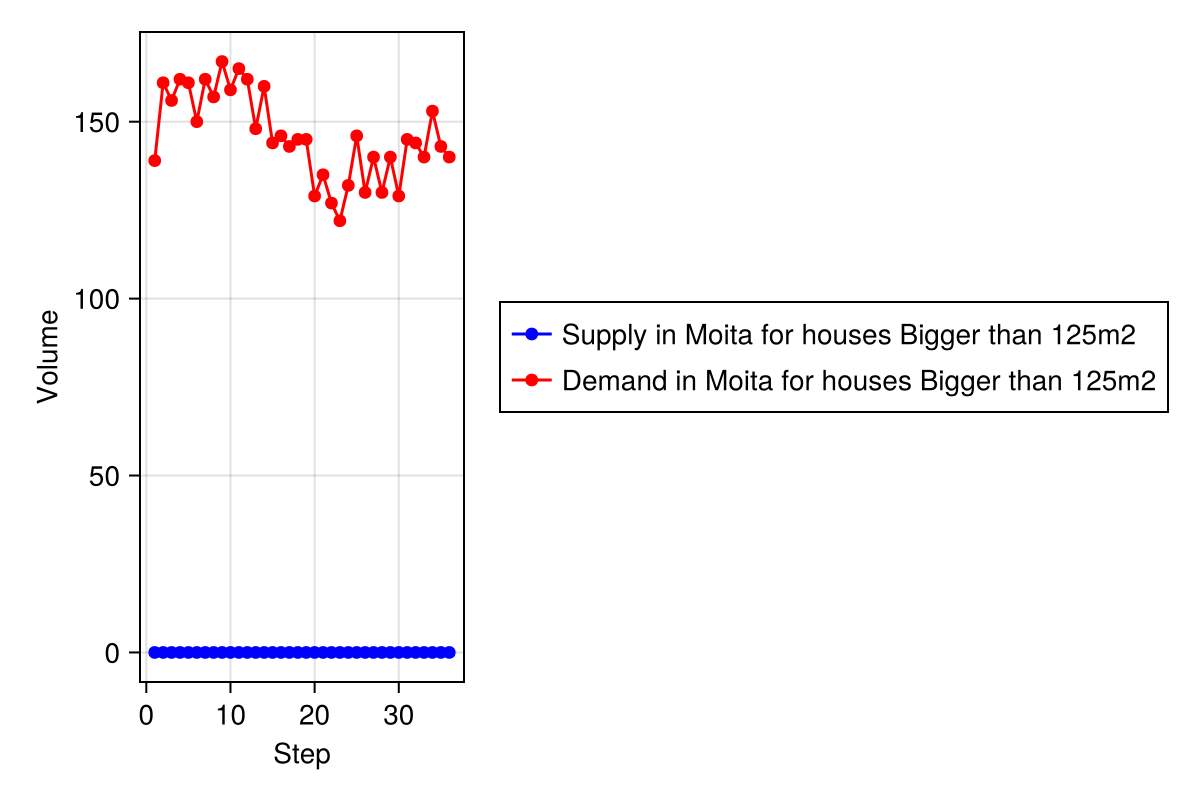 150
100
50
0
Volume
0 10 20 30
Step
Supply in Moita for houses Bigger than 125m2
Demand in Moita for houses Bigger than 125m2